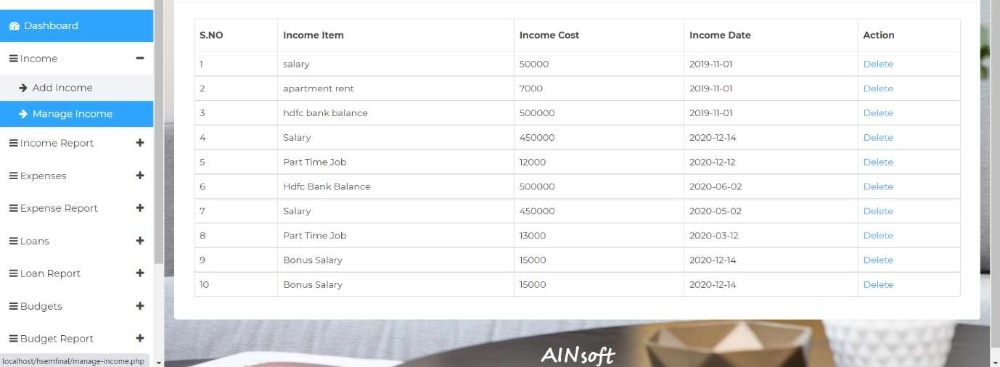 Dashboard
Income
Add Income
Manage Income
Income Report
Expenses
Expense Report
Loans
Loan Report
Budgets
Budget Report
localhost/hsemfinal/manage-income.php
S.NO Income Item Income Cost Income Date Action
1 salary 50000 2019-11-01 Delete
2 apartment rent 7000 2019-11-01 Delete
3 hdfc bank balance 500000 2019-11-01 Delete
4 Salary 450000 2020-12-14 Delete
5 Part Time Job 12000 2020-12-12 Delete
6 Hdfc Bank Balance 500000 2020-06-02 Delete
7 Salary 450000 2020-05-02 Delete
8 Part Time Job 13000 2020-03-12 Delete
9 Bonus Salary 15000 2020-12-14 Delete
10 Bonus Salary 15000 2020-12-14 Delete
AINsoft